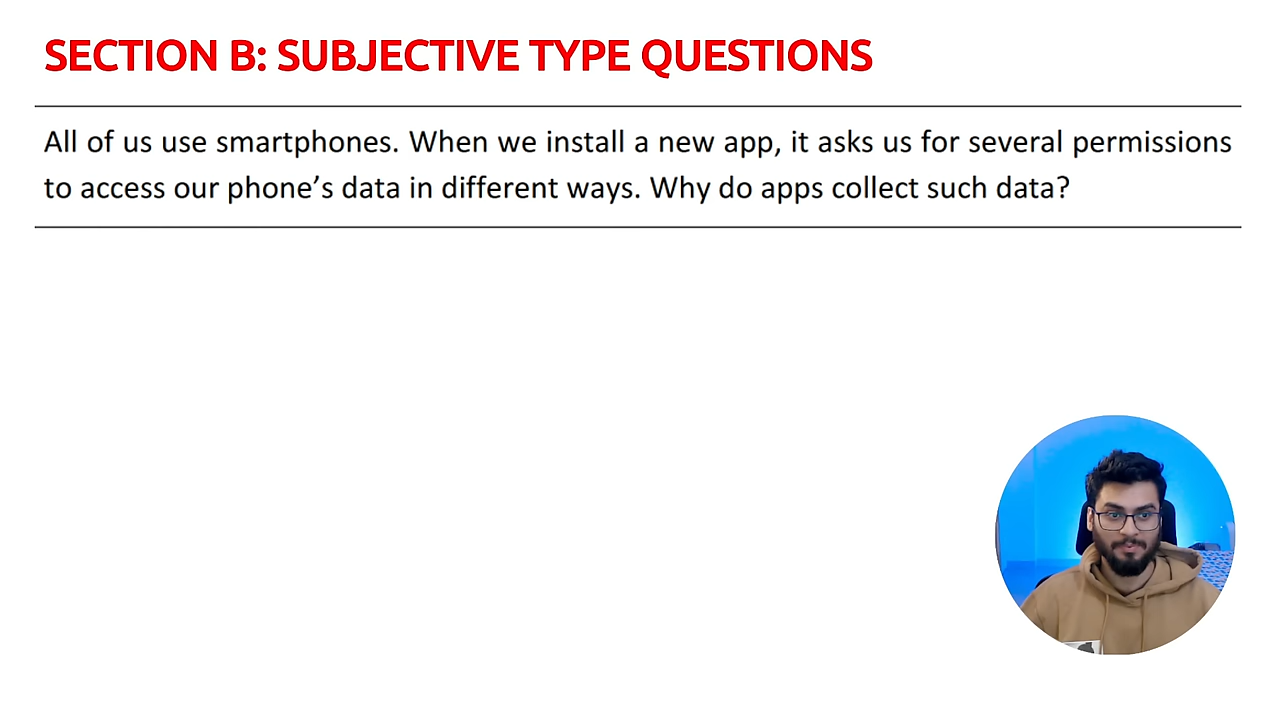 SECTION B: SUBJECTIVE TYPE QUESTIONS
All of us use smartphones. When we install a new app, it asks us for several permissions
to access our phone’s data in different ways. Why do apps collect such data?